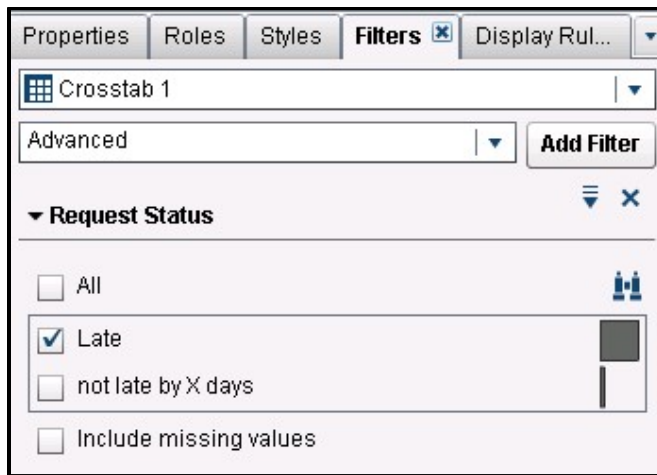 Properties Roles Styles Filters Display Rul...
Crosstab 1
Advanced Add Filter
Request Status
All
Late
not late by X days
Include missing values